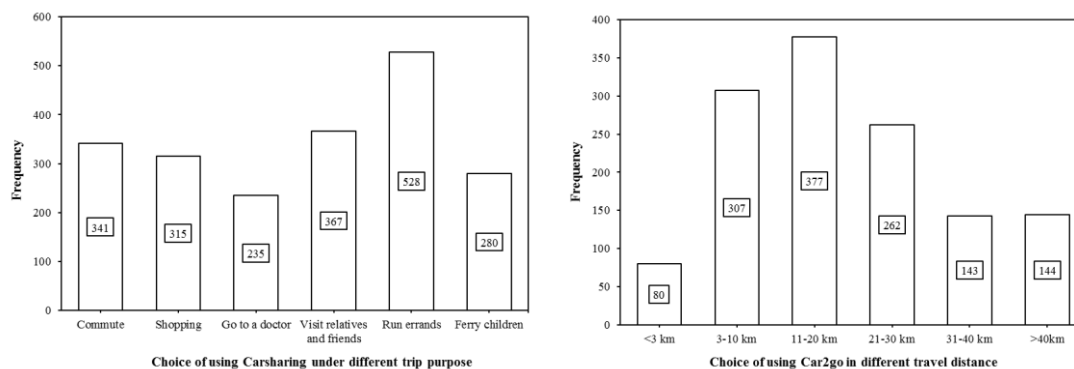 600
500
400
300
200
100
0
Frequency
341
315
235
367
528
280
Commute
Shopping
Go to a doctor
Visit relatives
and friends
Run errands
Ferry children
Choice of using Carsharing under different trip purpose
400
350
300
250
200
150
100
50
0
Frequency
80
307
377
262
143
144
<3 km
3-10 km
11-20 km
21-30 km
31-40 km
>40km
Choice of using Car2go in different travel distance